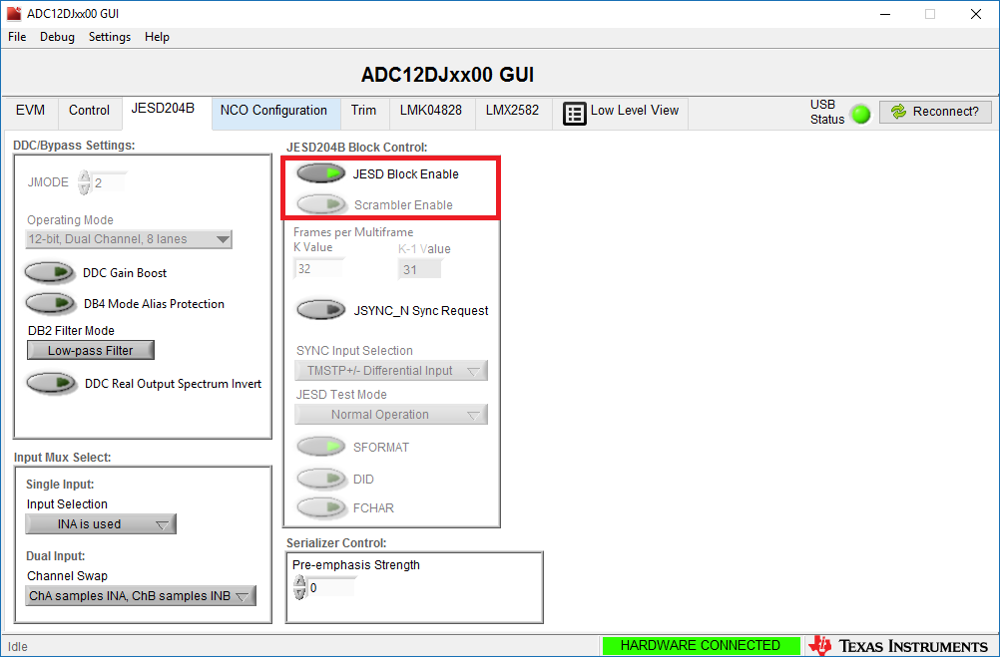 ADC12DJxx00 GUI
File Debug Settings Help
ADC12DJxx00 GUI
EVM Control JESD204B NCO Configuration Trim LMK04828 LMX2582 Low Level View USB Status Reconnect?
DDC/Bypass Settings:
JMODE 2
Operating Mode
12-bit, Dual Channel, 8 lanes
DDC Gain Boost
DB4 Mode Alias Protection
DB2 Filter Mode
Low-pass Filter
DDC Real Output Spectrum Invert
Input Mux Select:
Single Input:
Input Selection
INA is used
Dual Input:
Channel Swap
ChA samples INA, ChB samples INB
JESD204B Block Control:
JESD Block Enable
Scrambler Enable
Frames per Multiframe
K Value K-1 Value
32 31
JSYNC_N Sync Request
SYNC Input Selection
TMSTP+/- Differential Input
JESD Test Mode
Normal Operation
SFORMAT
DID
FCHAR
Serializer Control:
Pre-emphasis Strength
0
Idle HARDWARE CONNECTED TEXAS INSTRUMENTS